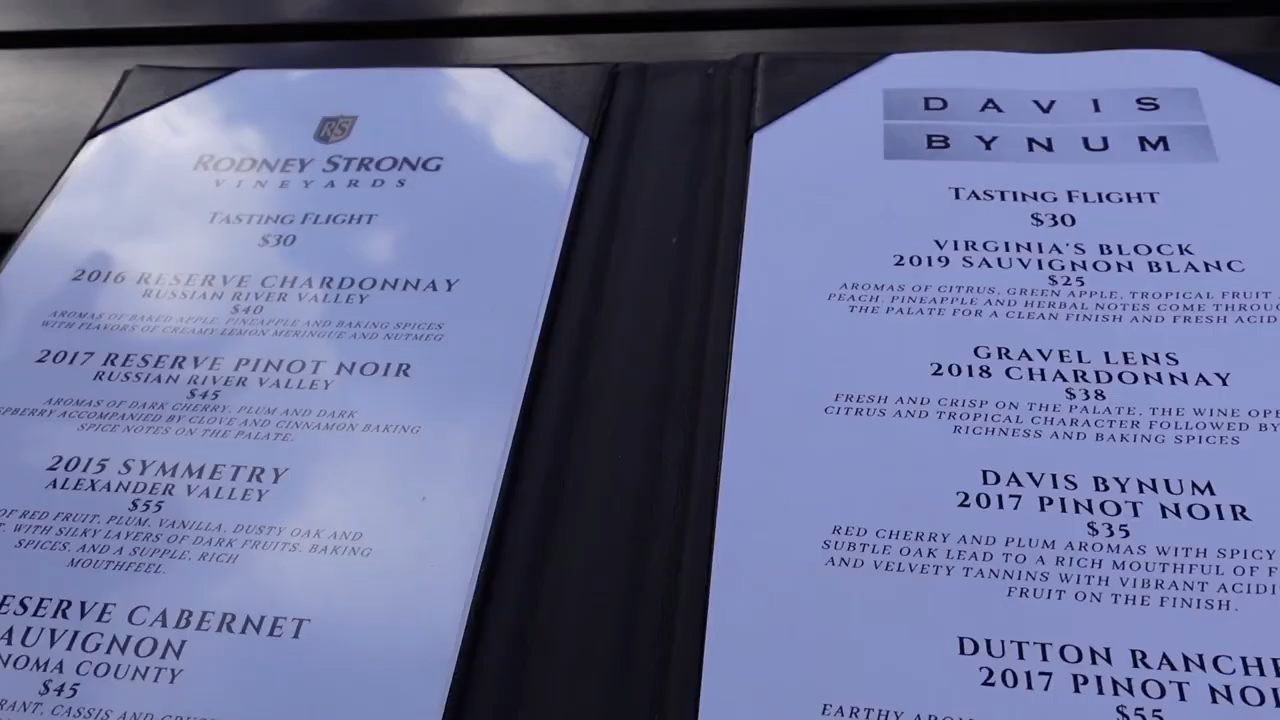 RS
RODNEY STRONG
VINEYARDS
TASTING FLIGHT
$30
2016 RESERVE CHARDONNAY
RUSSIAN RIVER VALLEY
$40
AROMAS OF BAKED APPLE, PINEAPPLE AND BAKING SPICES
WITH FLAVORS OF CREAMY LEMON MERINGUE AND NUTMEG
2017 RESERVE PINOT NOIR
RUSSIAN RIVER VALLEY
$45
AROMAS OF DARK CHERRY, PLUM AND DARK
SPBERRY ACCOMPANIED BY CLOVE AND CINNAMON BAKING
SPICE NOTES ON THE PALATE.
2015 SYMMETRY
ALEXANDER VALLEY
$55
OF RED FRUIT, PLUM, VANILLA, DUSTY OAK AND
WITH SILKY LAYERS OF DARK FRUITS, BAKING
SPICES, AND A SUPPLE, RICH
MOUTHFEEL.
ESERVE CABERNET
AUVIGNON
NOMA COUNTY
$45
RANT, CASSIS AND
DAVIS
BYNUM
TASTING FLIGHT
$30
VIRGINIA'S BLOCK
2019 SAUVIGNON BLANC
$25
AROMAS OF CITRUS, GREEN APPLE, TROPICAL FRUIT
PEACH, PINEAPPLE AND HERBAL NOTES COME THROUG
THE PALATE FOR A CLEAN FINISH AND FRESH ACID
GRAVEL LENS
2018 CHARDONNAY
$38
FRESH AND CRISP ON THE PALATE, THE WINE OPE
CITRUS AND TROPICAL CHARACTER FOLLOWED BY
RICHNESS AND BAKING SPICES
DAVIS BYNUM
2017 PINOT NOIR
$35
RED CHERRY AND PLUM AROMAS WITH SPICY
SUBTLE OAK LEAD TO A RICH MOUTHFUL OF F
AND VELVETY TANNINS WITH VIBRANT ACIDI
FRUIT ON THE FINISH.
DUTTON RANCHE
2017 PINOT NOI
$55
EARTHY AROM